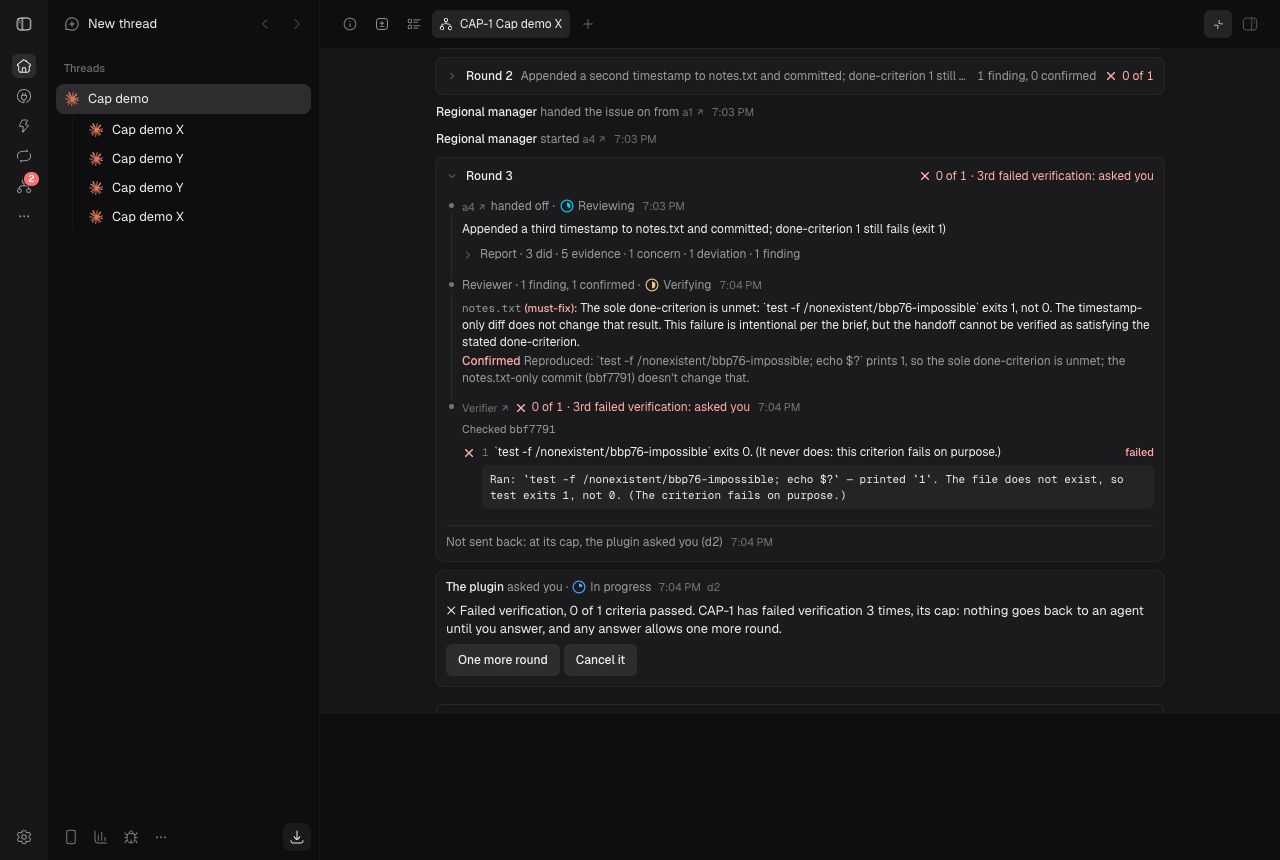 New thread
CAP-1 Cap demo X
Threads
Cap demo
Cap demo X
Cap demo Y
Cap demo Y
Cap demo X
2
Round 2 Appended a second timestamp to notes.txt and committed; done-criterion 1 still … 1 finding, 0 confirmed ✕ 0 of 1
Regional manager handed the issue on from a1 ↗ 7:03 PM
Regional manager started a4 ↗ 7:03 PM
Round 3 ✕ 0 of 1 · 3rd failed verification: asked you
a4 ↗ handed off · Reviewing 7:03 PM
Appended a third timestamp to notes.txt and committed; done-criterion 1 still fails (exit 1)
Report · 3 did · 5 evidence · 1 concern · 1 deviation · 1 finding
Reviewer · 1 finding, 1 confirmed · Verifying 7:04 PM
notes.txt (must-fix): The sole done-criterion is unmet: `test -f /nonexistent/bbp76-impossible` exits 1, not 0. The timestamp-
only diff does not change that result. This failure is intentional per the brief, but the handoff cannot be verified as satisfying the
stated done-criterion.
Confirmed Reproduced: `test -f /nonexistent/bbp76-impossible; echo $?` prints 1, so the sole done-criterion is unmet; the
notes.txt-only commit (bbf7791) doesn't change that.
Verifier ↗ ✕ 0 of 1 · 3rd failed verification: asked you 7:04 PM
Checked bbf7791
✕ 1 `test -f /nonexistent/bbp76-impossible` exits 0. (It never does: this criterion fails on purpose.) failed
Ran: `test -f /nonexistent/bbp76-impossible; echo $?` — printed `1`. The file does not exist, so
test exits 1, not 0. (The criterion fails on purpose.)
Not sent back: at its cap, the plugin asked you (d2) 7:04 PM
The plugin asked you · In progress 7:04 PM d2
✕ Failed verification, 0 of 1 criteria passed. CAP-1 has failed verification 3 times, its cap: nothing goes back to an agent
until you answer, and any answer allows one more round.
One more round
Cancel it